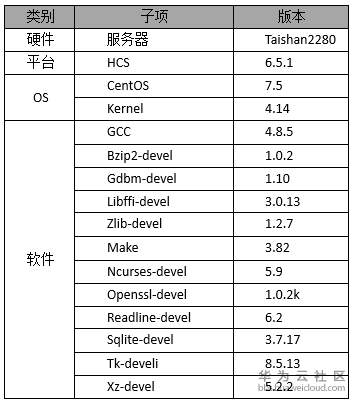 类别 子项 版本
硬件 服务器 Taishan2280
平台 HCS 6.5.1
OS CentOS 7.5
Kernel 4.14
软件 GCC 4.8.5
Bzip2-devel 1.0.2
Gdbm-devel 1.10
Libffi-devel 3.0.13
Zlib-devel 1.2.7
Make 3.82
Ncurses-devel 5.9
Openssl-devel 1.0.2k
Readline-devel 6.2
Sqlite-devel 3.7.17
Tk-develi 8.5.13
Xz-devel 5.2.2
华为云社区